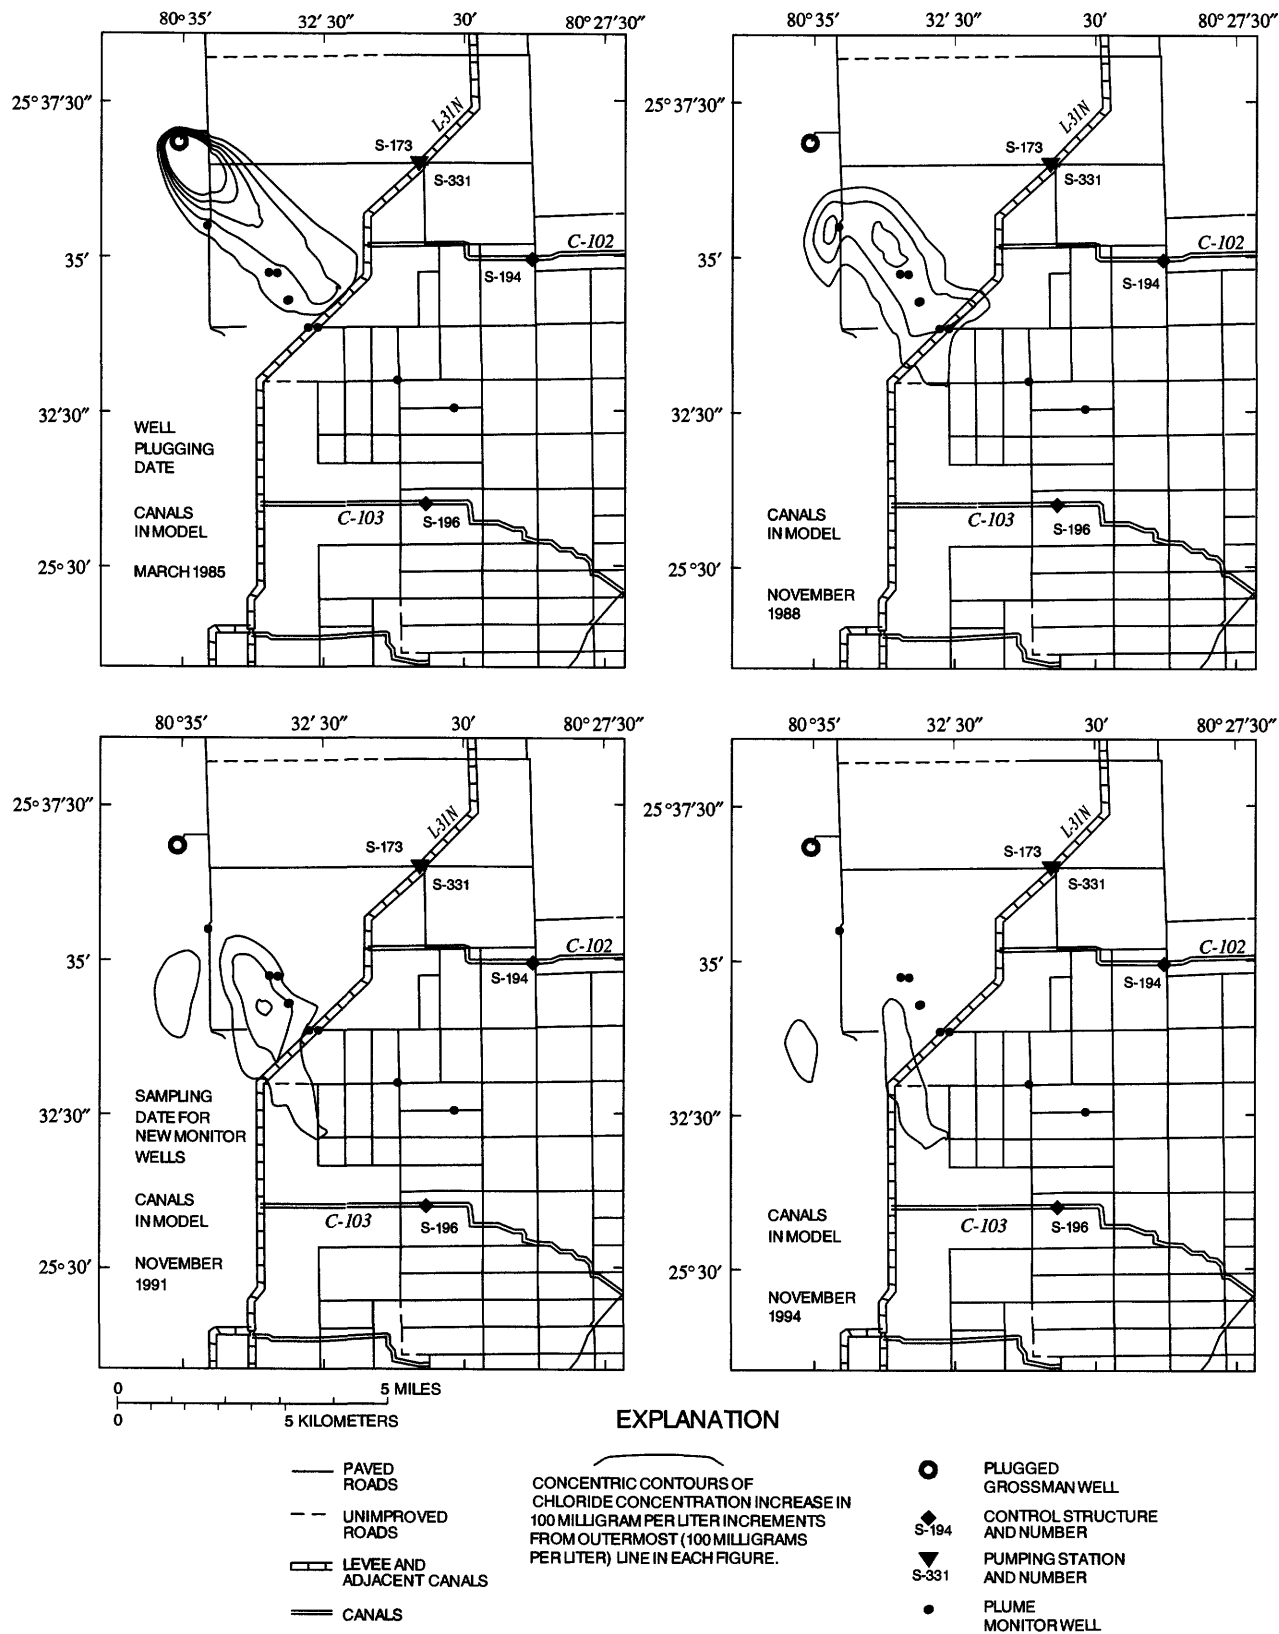 80°35′ 32′30″ 30′ 80°27′30″
25°37′30″
L-31N
S-173
S-331
C-102
35′
S-194
32′30″
WELL
PLUGGING
DATE
CANALS
IN MODEL
C-103
S-196
MARCH 1985
25°30′
80°35′ 32′30″ 30′ 80°27′30″
25°37′30″
L-31N
S-173
S-331
C-102
35′
S-194
32′30″
CANALS
IN MODEL
C-103
S-196
25°30′
NOVEMBER
1988
80°35′ 32′30″ 30′ 80°27′30″
25°37′30″
L-31N
S-173
S-331
C-102
35′
S-194
SAMPLING
DATE FOR
32′30″
NEW MONITOR
WELLS
CANALS
IN MODEL
C-103
S-196
NOVEMBER
25°30′
1991
80°35′ 32′30″ 30′ 80°27′30″
25°37′30″
L-31N
S-173
S-331
C-102
35′
S-194
32′30″
CANALS
IN MODEL
C-103
S-196
25°30′
NOVEMBER
1994
0 5 MILES
0 5 KILOMETERS
EXPLANATION
PAVED
ROADS
UNIMPROVED
ROADS
LEVEE AND
ADJACENT CANALS
CANALS
CONCENTRIC CONTOURS OF
CHLORIDE CONCENTRATION INCREASE IN
100 MILLIGRAM PER LITER INCREMENTS
FROM OUTERMOST (100 MILLIGRAMS
PER LITER) LINE IN EACH FIGURE.
PLUGGED
GROSSMAN WELL
S-194
CONTROL STRUCTURE
AND NUMBER
S-331
PUMPING STATION
AND NUMBER
PLUME
MONITOR WELL